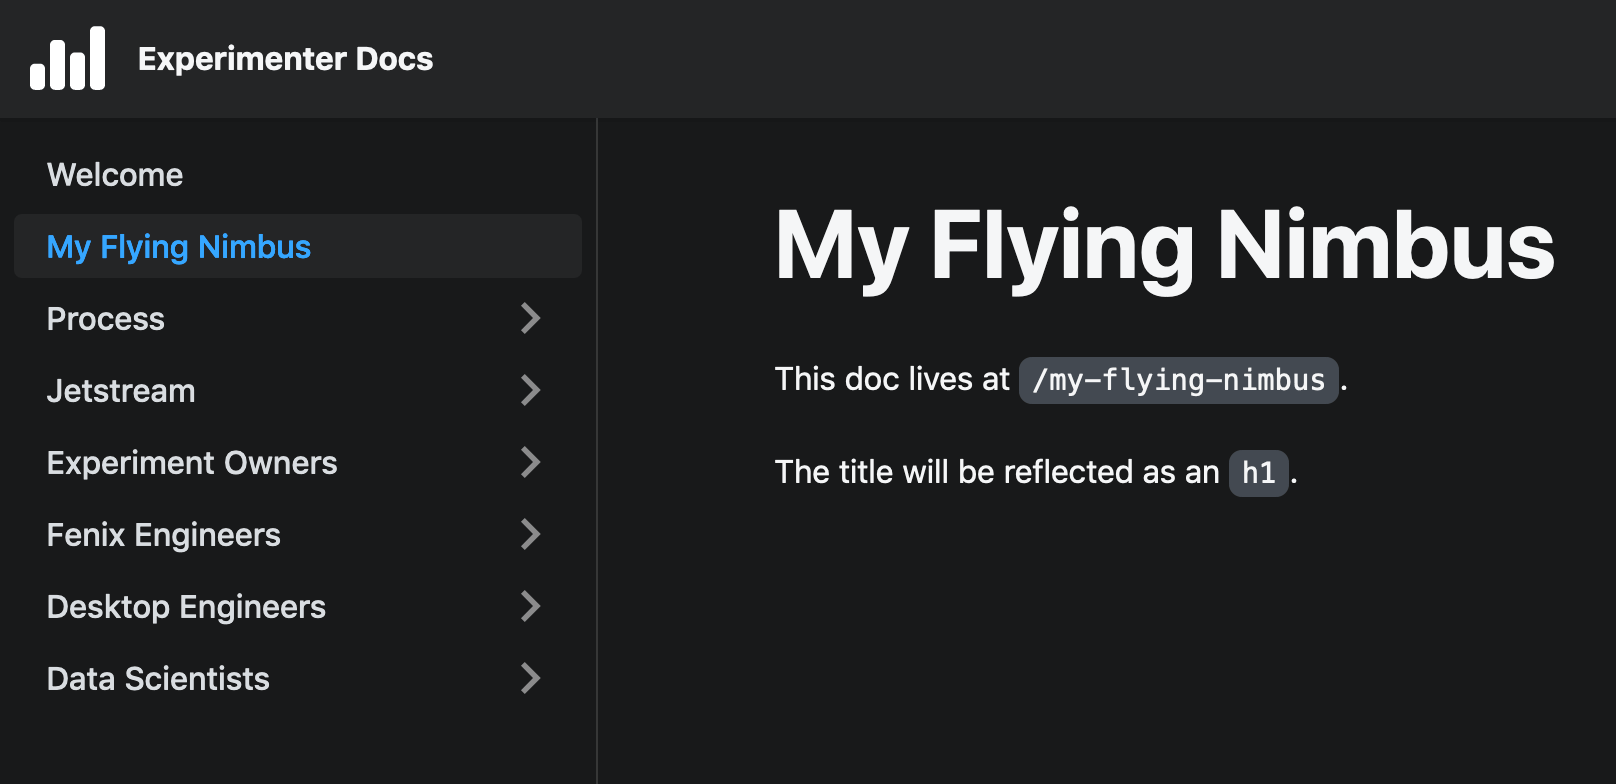 Experimenter Docs
Welcome
My Flying Nimbus
Process
Jetstream
Experiment Owners
Fenix Engineers
Desktop Engineers
Data Scientists
My Flying Nimbus
This doc lives at /my-flying-nimbus.
The title will be reflected as an h1.